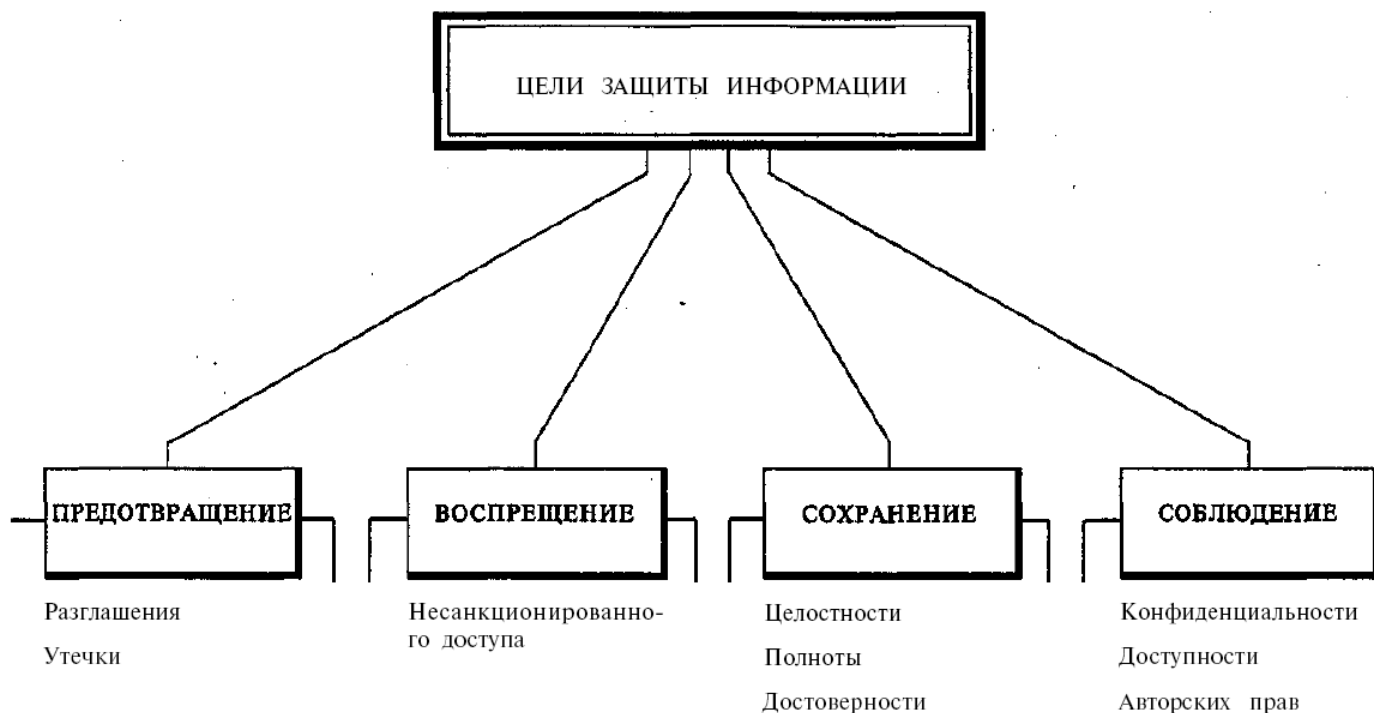 ЦЕЛИ ЗАЩИТЫ ИНФОРМАЦИИ
ПРЕДОТВРАЩЕНИЕ
ВОСПРЕЩЕНИЕ
СОХРАНЕНИЕ
СОБЛЮДЕНИЕ
Разглашения
Утечки
Несанкционированно-
го доступа
Целостности
Полноты
Достоверности
Конфиденциальности
Доступности
Авторских прав